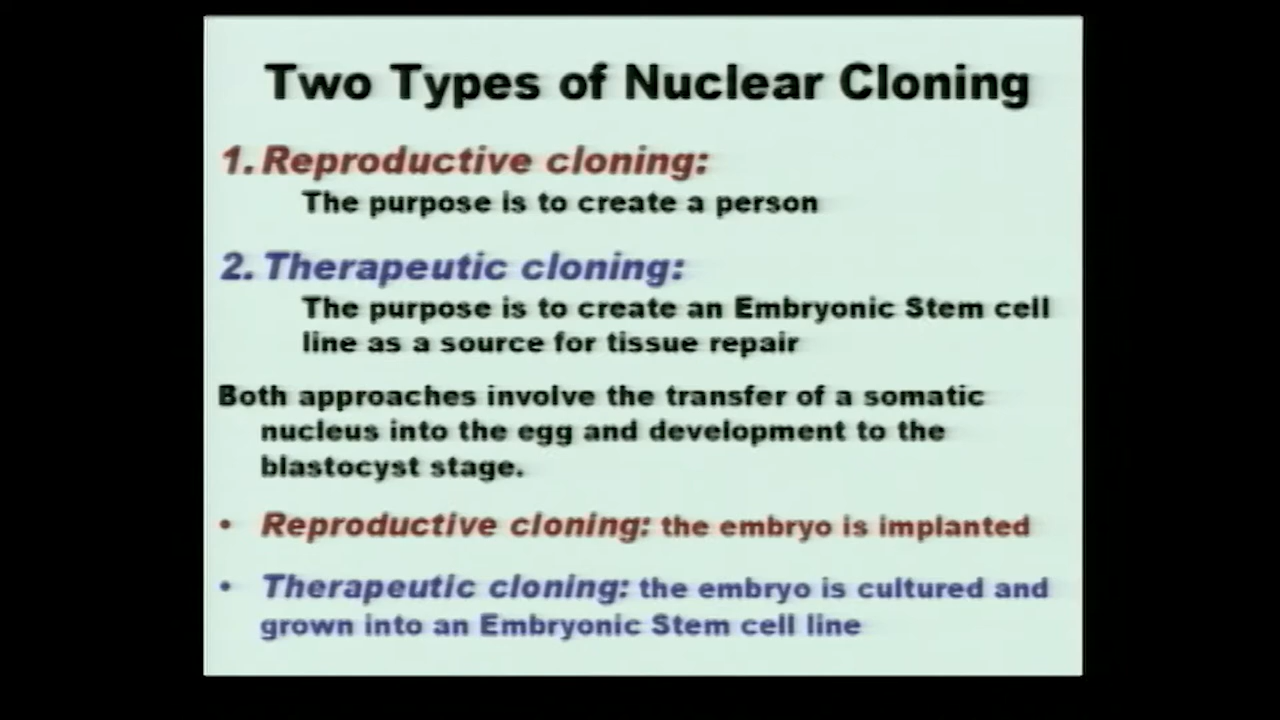 Two Types of Nuclear Cloning
1. Reproductive cloning:
The purpose is to create a person
2. Therapeutic cloning:
The purpose is to create an Embryonic Stem cell
line as a source for tissue repair
Both approaches involve the transfer of a somatic
nucleus into the egg and development to the
blastocyst stage.
• Reproductive cloning: the embryo is implanted
• Therapeutic cloning: the embryo is cultured and
grown into an Embryonic Stem cell line